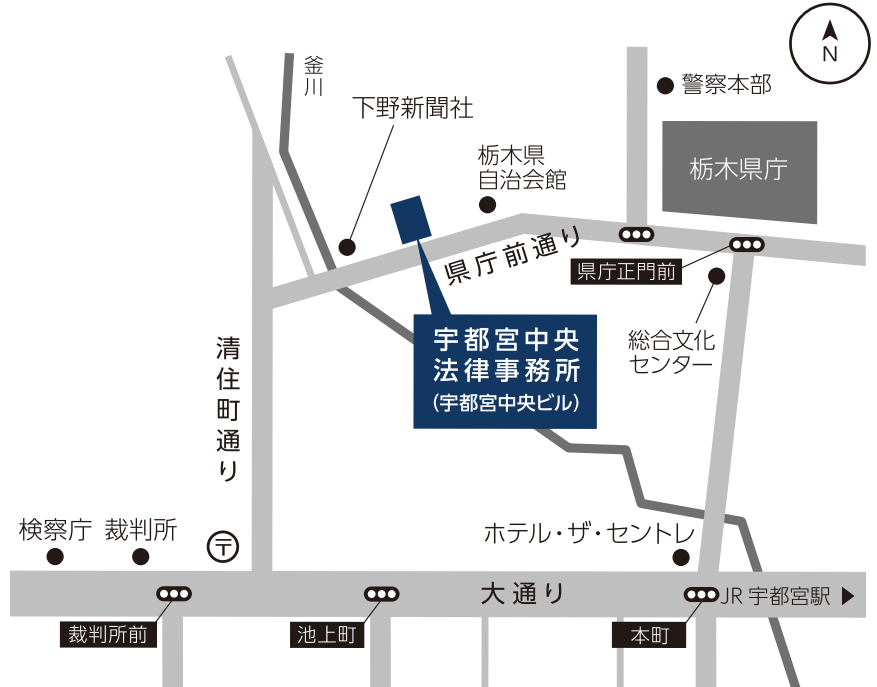 N
釜川
警察本部
下野新聞社
栃木県
自治会館
栃木県庁
県庁前通り
県庁正門前
総合文化
センター
宇都宮中央
法律事務所
(宇都宮中央ビル)
清住町通り
検察庁
裁判所
〒
ホテル・ザ・セントレ
大通り
JR 宇都宮駅
裁判所前
池上町
本町